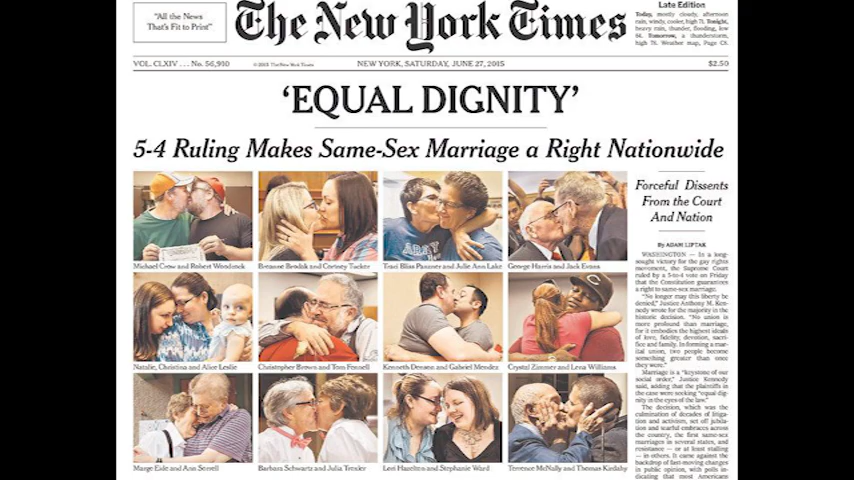 "All the News
That's Fit to Print"
The New York Times
Late Edition
Today, mostly cloudy, afternoon
rain, windy, cooler, high 71. Tonight,
heavy rain, thunder, flooding, low
64. Tomorrow, a thunderstorm,
high 76. Weather map, Page C8.
VOL. CLXIV . . . No. 56,910
© 2015 The New York Times
NEW YORK, SATURDAY, JUNE 27, 2015
$2.50
'EQUAL DIGNITY'
5-4 Ruling Makes Same-Sex Marriage a Right Nationwide
Michael Crow and Robert Woodcock
Breanne Brodak and Cortney Tucker
Traci Bliss Panzner and Julie Ann Lake
George Harris and Jack Evans
Natalie, Christina and Alice Leslie
Christopher Brown and Tom Fennell
Kenneth Denson and Gabriel Mendez
Crystal Zimmer and Lena Williams
Marge Eide and Ann Sorrell
Barbara Schwartz and Julia Troxler
Lori Hazelton and Stephanie Ward
Terrence McNally and Thomas Kirdahy
Forceful Dissents
From the Court
And Nation
By ADAM LIPTAK
WASHINGTON — In a long-
sought victory for the gay rights
movement, the Supreme Court
ruled by a 5-to-4 vote on Friday
that the Constitution guarantees
a right to same-sex marriage.
"No longer may this liberty be
denied," Justice Anthony M. Ken-
nedy wrote for the majority in the
historic decision. "No union is
more profound than marriage,
for it embodies the highest ideals
of love, fidelity, devotion, sacri-
fice and family. In forming a mar-
ital union, two people become
something greater than once
they were."
Marriage is a "keystone of our
social order," Justice Kennedy
said, adding that the plaintiffs in
the case were seeking "equal dig-
nity in the eyes of the law."
The decision, which was the
culmination of decades of litiga-
tion and activism, set off jubila-
tion and tearful embraces across
the country, the first same-sex
marriages in several states, and
resistance — or at least stalling
— in others. It came against the
backdrop of fast-moving changes
in public opinion, with polls in-
dicating that most Americans